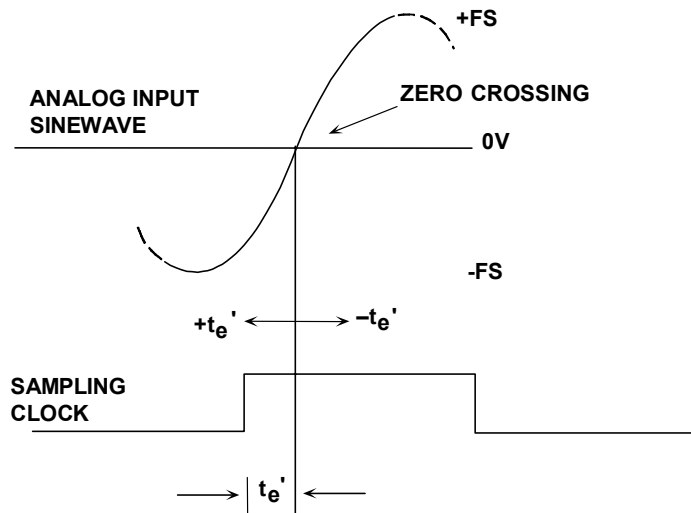 +FS
ANALOG INPUT
SINEWAVE
ZERO CROSSING
0V
-FS
+te'
–te'
SAMPLING
CLOCK
te'